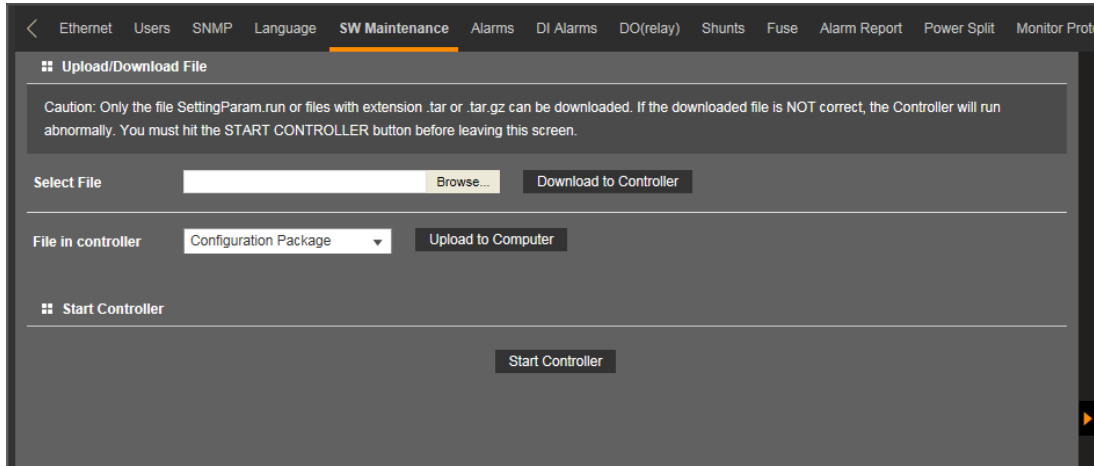 Ethernet Users SNMP Language SW Maintenance Alarms DI Alarms DO(relay) Shunts Fuse Alarm Report Power Split Monitor
Upload/Download File
Caution: Only the file SettingParam.run or files with extension .tar or .tar.gz can be downloaded. If the downloaded file is NOT correct, the Controller will run
abnormally. You must hit the START CONTROLLER button before leaving this screen.
Select File Browse... Download to Controller
File in controller Configuration Package Upload to Computer
Start Controller
Start Controller